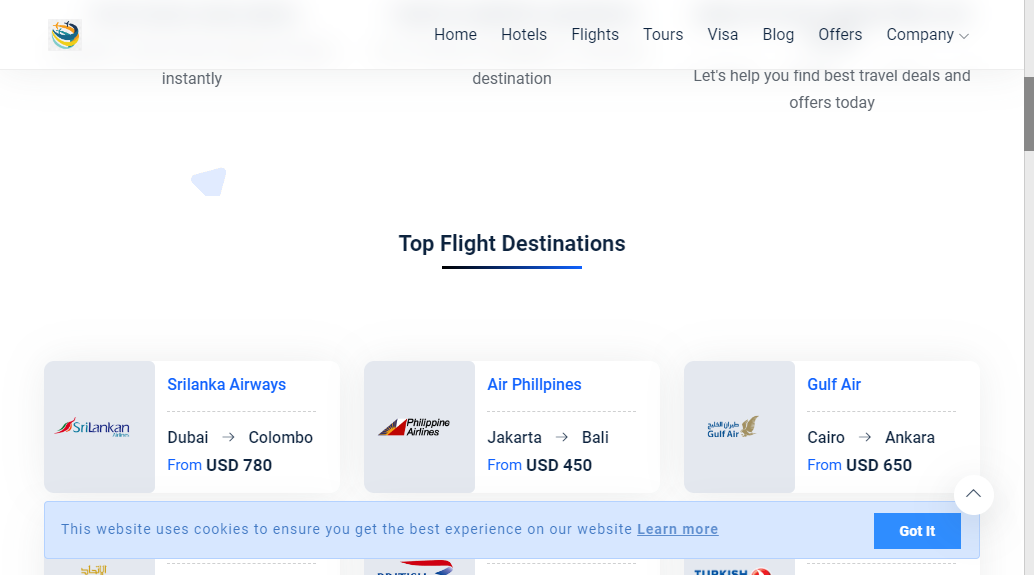 Home Hotels Flights Tours Visa Blog Offers Company
instantly
destination
Let's help you find best travel deals and
offers today
Top Flight Destinations
SriLankan
Airlines
Srilanka Airways
Dubai → Colombo
From USD 780
Philippine
Airlines
Air Phillpines
Jakarta → Bali
From USD 450
طيران الخليج
Gulf Air
Gulf Air
Cairo → Ankara
From USD 650
This website uses cookies to ensure you get the best experience on our website Learn more
Got It